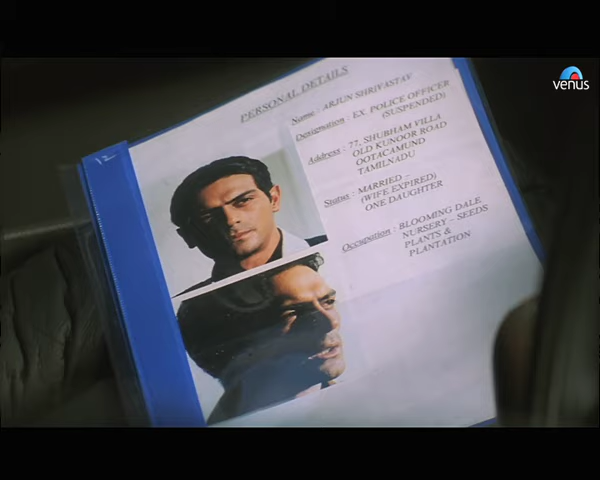 venus
PERSONAL DETAILS
Name : ARJUN SHRIVASTAV
Designation : EX. POLICE OFFICER
(SUSPENDED)
Address : 77, SHUBHAM VILLA
OLD KUNOOR ROAD
OOTACAMUND
TAMILNADU
Status : MARRIED –
(WIFE EXPIRED)
ONE DAUGHTER
Occupation : BLOOMING DALE
NURSERY – SEEDS
PLANTS &
PLANTATION